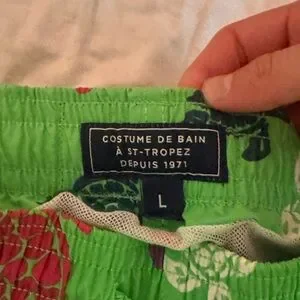 COSTUME DE BAIN
À ST-TROPEZ
DEPUIS 1971
L